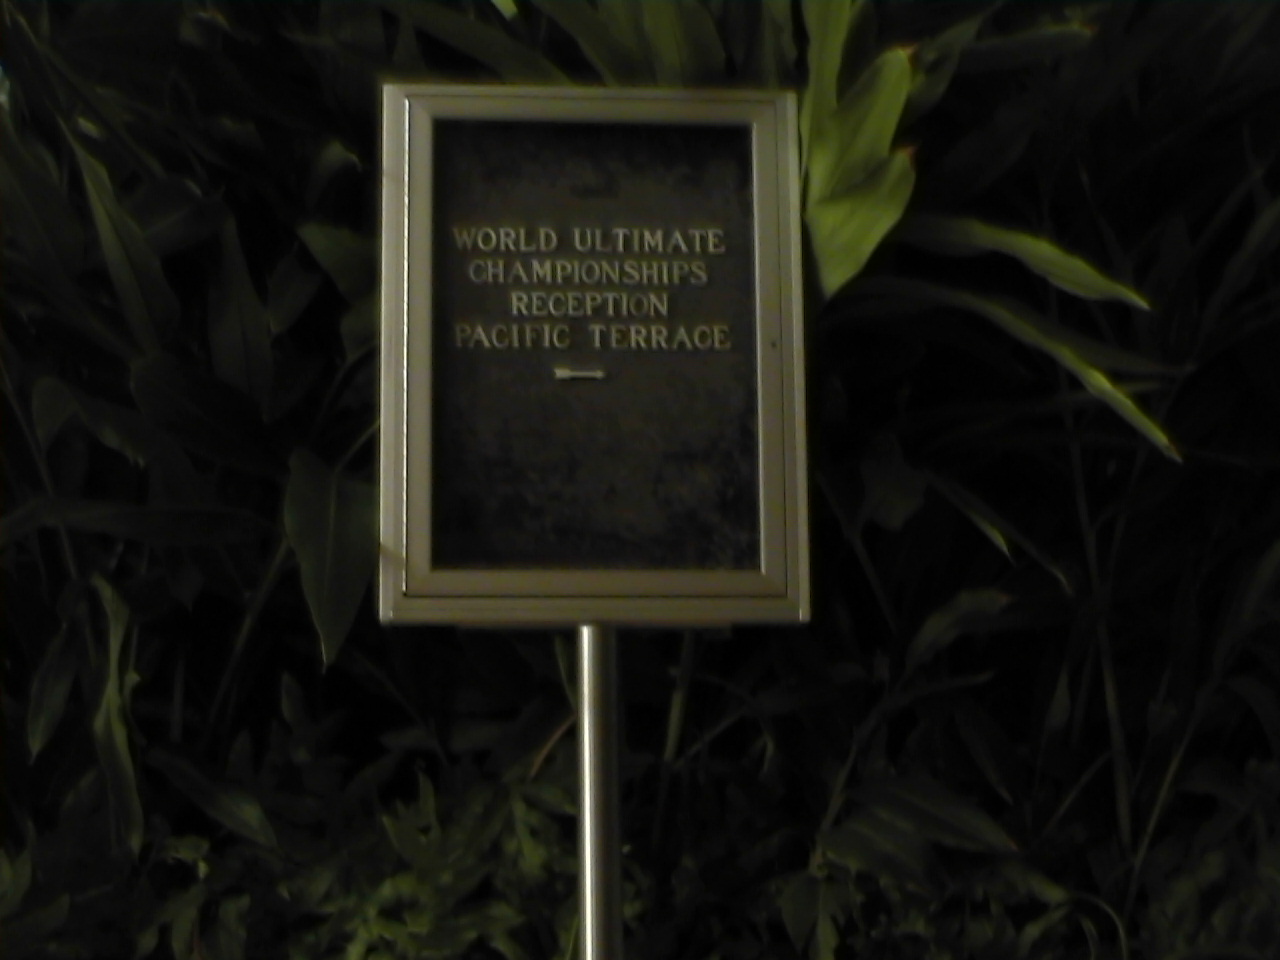 WORLD ULTIMATE
CHAMPIONSHIPS
RECEPTION
PACIFIC TERRACE